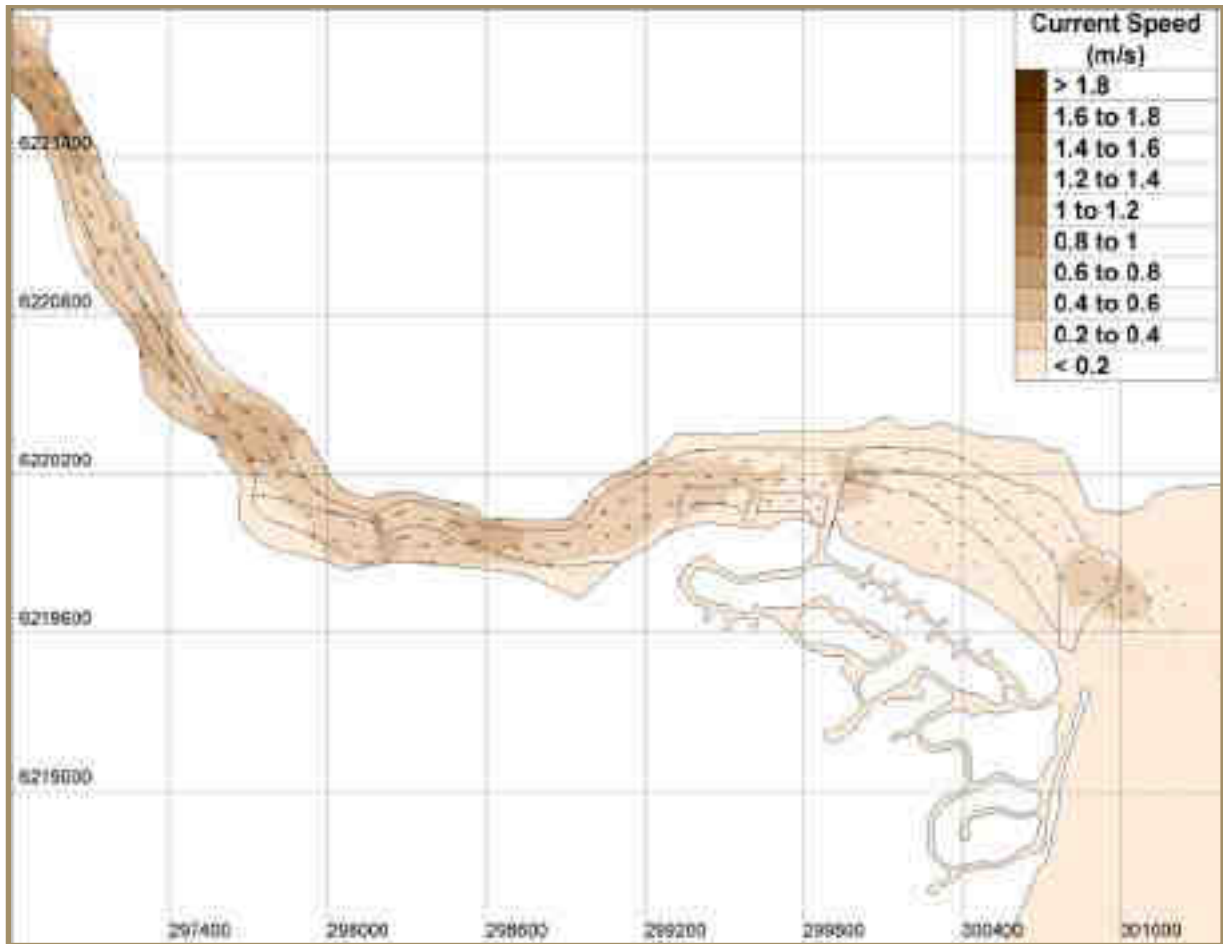 Current Speed
(m/s)
> 1.8
1.6 to 1.8
1.4 to 1.6
1.2 to 1.4
1 to 1.2
0.8 to 1
0.6 to 0.8
0.4 to 0.6
0.2 to 0.4
< 0.2
6221400
6220800
6220200
6219600
6219000
297400 298000 298600 299200 299800 300400 301000